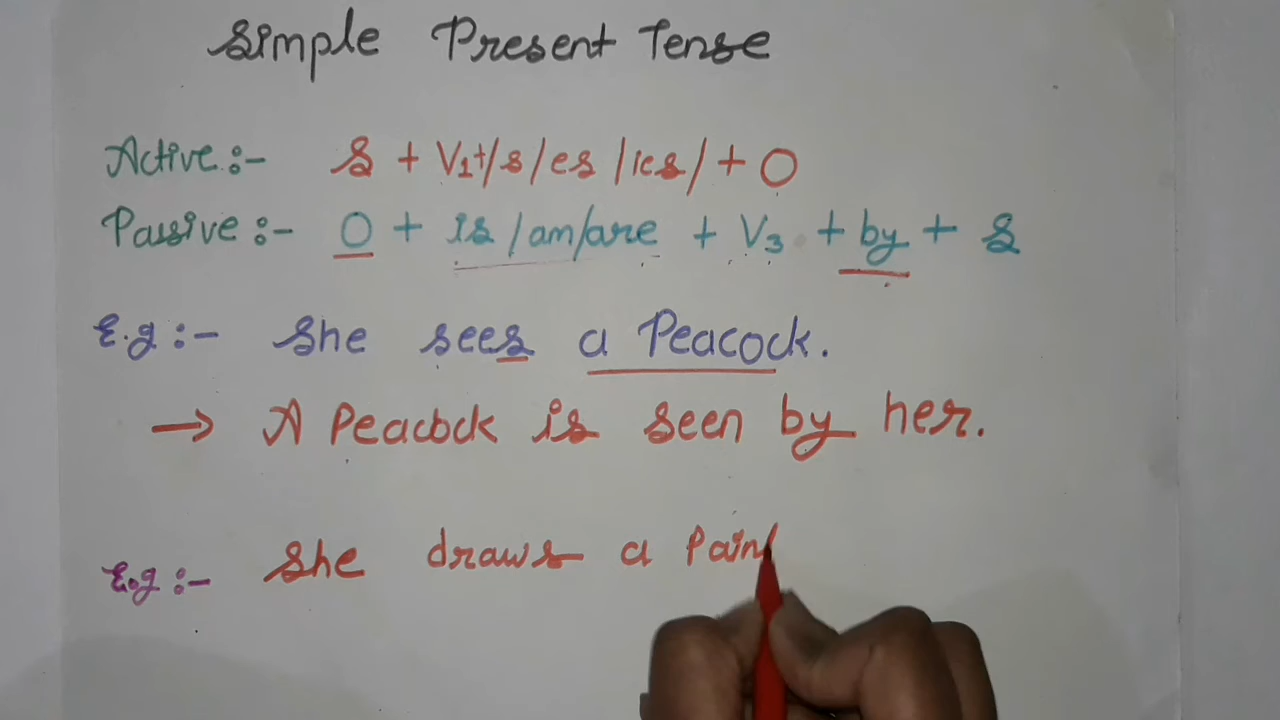 Simple Present Tense
Active :- S + V1+/s/es/ies/+ O
Passive :- O + is/am/are + V3 + by + S
E.g :- She sees a Peacock.
→ A Peacock is seen by her.
E.g :- She draws a Pain